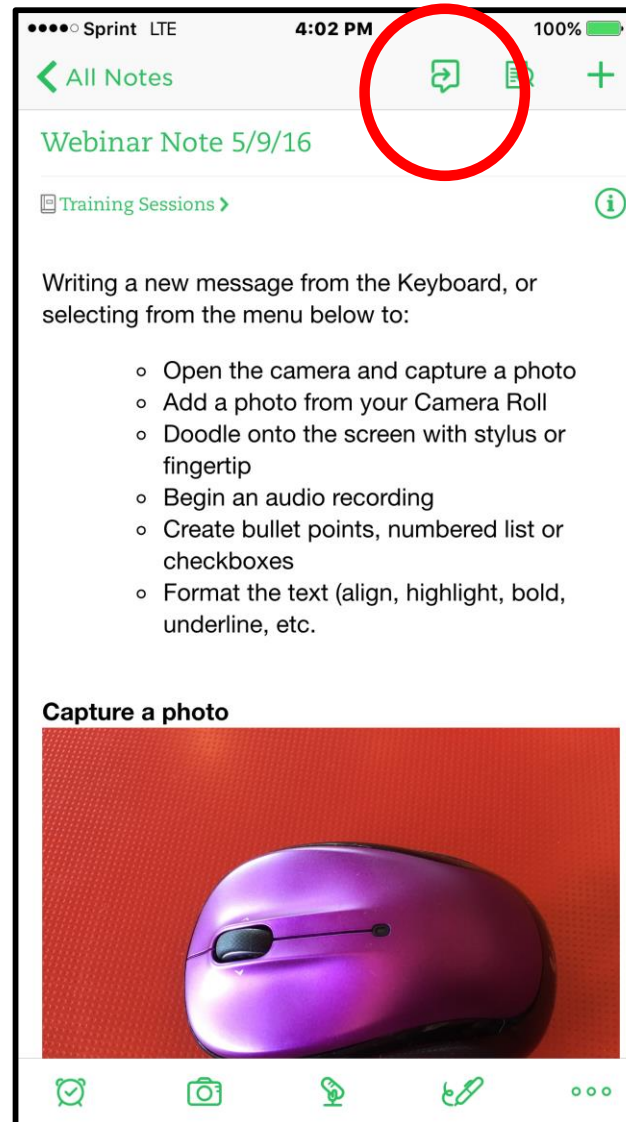 Sprint LTE 4:02 PM 100%
All Notes
Webinar Note 5/9/16
Training Sessions >
Writing a new message from the Keyboard, or
selecting from the menu below to:
○ Open the camera and capture a photo
○ Add a photo from your Camera Roll
○ Doodle onto the screen with stylus or
fingertip
○ Begin an audio recording
○ Create bullet points, numbered list or
checkboxes
○ Format the text (align, highlight, bold,
underline, etc.
Capture a photo